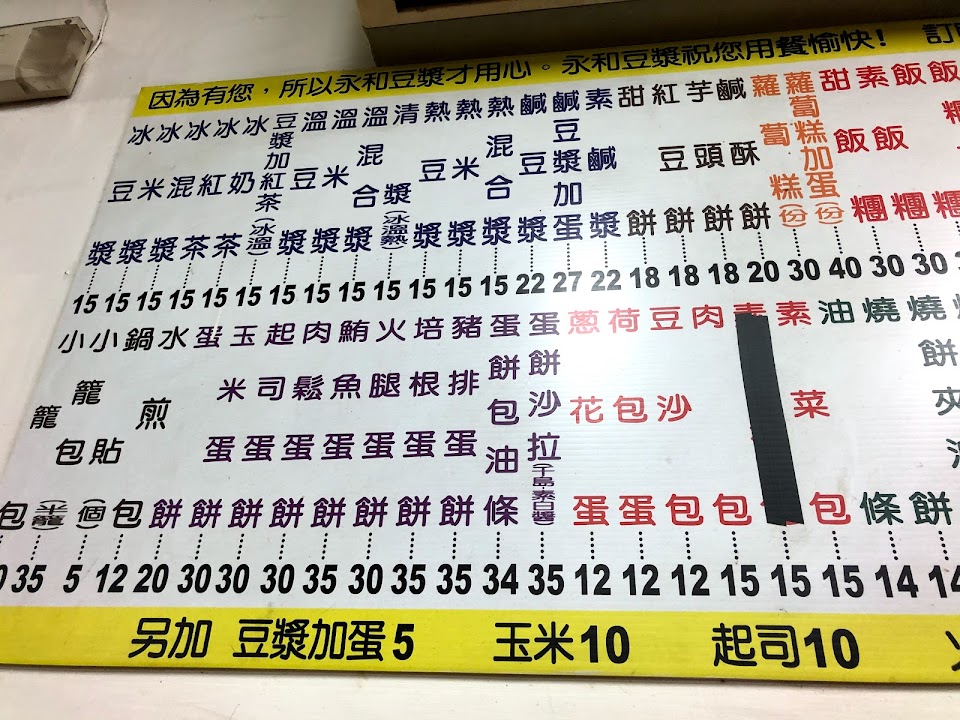 因為有您，所以永和豆漿才用心。永和豆漿祝您用餐愉快！ 訂
冰豆漿 15
冰米漿 15
冰混漿 15
冰紅茶 15
冰奶茶 15
豆漿加紅茶(冰溫) 15
溫豆漿 15
溫米漿 15
溫混合漿 15
清漿(冰溫熱) 15
熱豆漿 15
熱米漿 15
熱混合漿 15
鹹豆漿 22
鹹豆漿加蛋 27
素鹹漿 22
甜餅 18
紅豆餅 18
芋頭餅 18
鹹酥餅 20
蘿蔔糕(份) 30
蘿蔔糕加蛋(份) 40
甜飯糰 30
素飯糰 30
飯糰
小籠包 0
小籠包(半籠) 35
鍋貼(個) 5
水煎包 12
蛋餅 20
玉米蛋餅 30
起司蛋餅 30
肉鬆蛋餅 30
鮪魚蛋餅 35
火腿蛋餅 30
培根蛋餅 35
豬排蛋餅 35
蛋餅包油條 34
蛋餅沙拉(千島素白醬) 35
蔥花蛋 12
荷包蛋 12
豆沙包 12
肉包 15
15
素菜包 15
油條 14
燒餅 14
燒餅夾
另加 豆漿加蛋5 玉米10 起司10